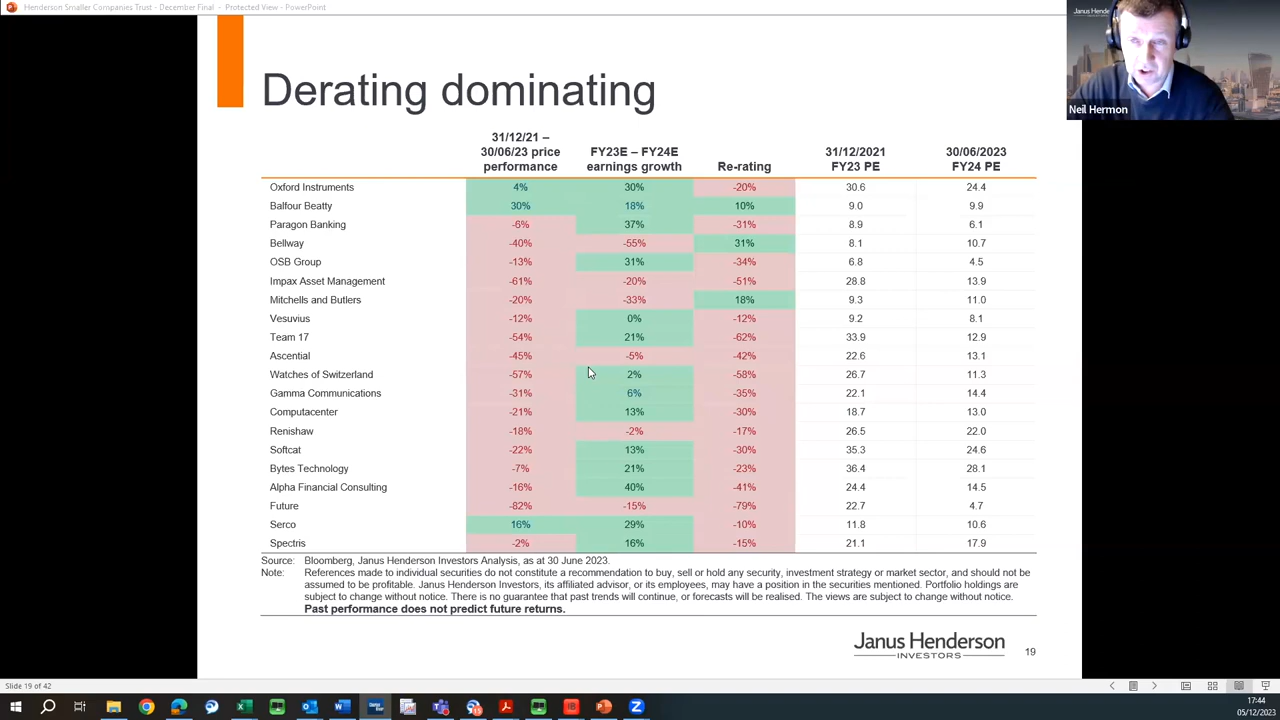 Henderson Smaller Companies Trust - December Final - Protected View - PowerPoint
Janus Hend
Neil Hermon
Derating dominating
31/12/21 –
30/06/23 price
performance
FY23E – FY24E
earnings growth
Re-rating
31/12/2021
FY23 PE
30/06/2023
FY24 PE
Oxford Instruments 4% 30% -20% 30.6 24.4
Balfour Beatty 30% 18% 10% 9.0 9.9
Paragon Banking -6% 37% -31% 8.9 6.1
Bellway -40% -55% 31% 8.1 10.7
OSB Group -13% 31% -34% 6.8 4.5
Impax Asset Management -61% -20% -51% 28.8 13.9
Mitchells and Butlers -20% -33% 18% 9.3 11.0
Vesuvius -12% 0% -12% 9.2 8.1
Team 17 -54% 21% -62% 33.9 12.9
Ascential -45% -5% -42% 22.6 13.1
Watches of Switzerland -57% 2% -58% 26.7 11.3
Gamma Communications -31% 6% -35% 22.1 14.4
Computacenter -21% 13% -30% 18.7 13.0
Renishaw -18% -2% -17% 26.5 22.0
Softcat -22% 13% -30% 35.3 24.6
Bytes Technology -7% 21% -23% 36.4 28.1
Alpha Financial Consulting -16% 40% -41% 24.4 14.5
Future -82% -15% -79% 22.7 4.7
Serco 16% 29% -10% 11.8 10.6
Spectris -2% 16% -15% 21.1 17.9
Source: Bloomberg, Janus Henderson Investors Analysis, as at 30 June 2023.
Note: References made to individual securities do not constitute a recommendation to buy, sell or hold any security, investment strategy or market sector, and should not be
assumed to be profitable. Janus Henderson Investors, its affiliated advisor, or its employees, may have a position in the securities mentioned. Portfolio holdings are
subject to change without notice. There is no guarantee that past trends will continue, or forecasts will be realised. The views are subject to change without notice.
Past performance does not predict future returns.
Janus Henderson
INVESTORS
19
Slide 19 of 42
17:44
05/12/2023